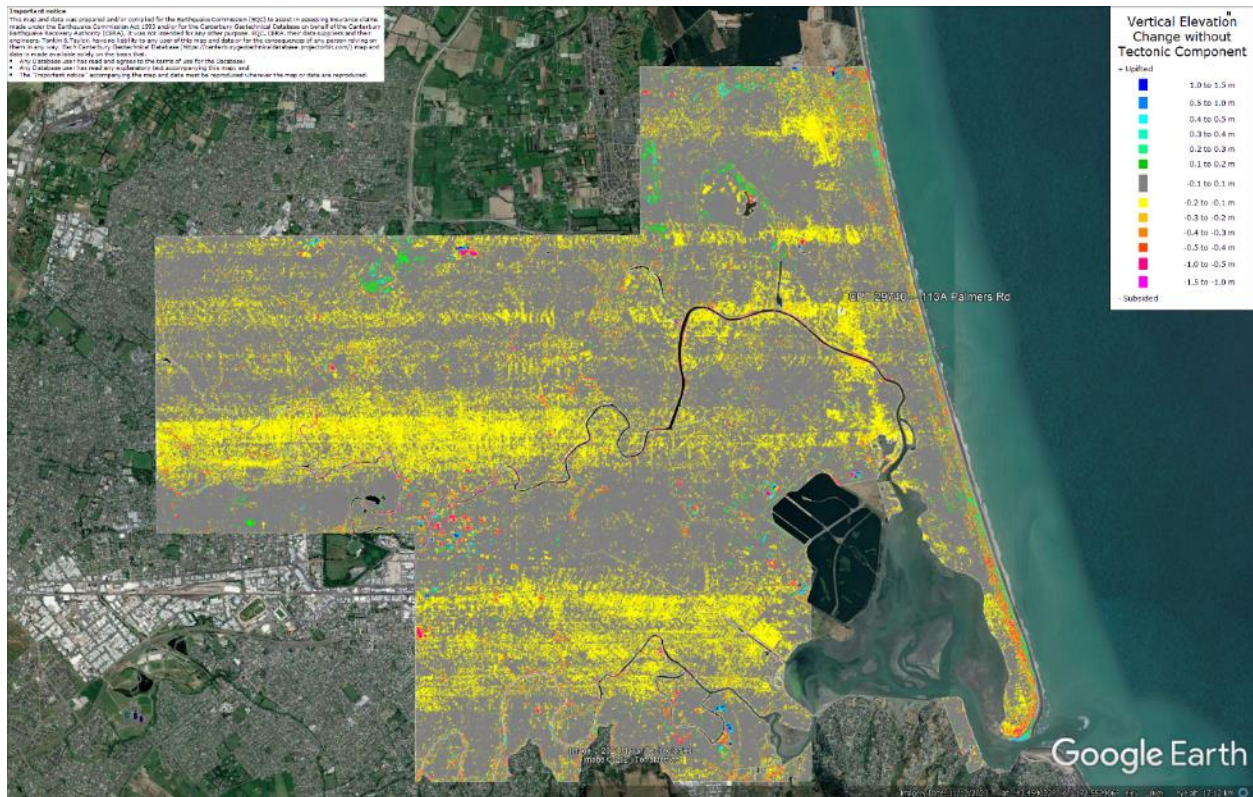 Important notice
This map and data was prepared and/or compiled for the Earthquake Commission (EQC) to assist in assessing insurance claims
made under the Earthquake Commission Act 1993 and/or for the Canterbury Geotechnical Database on behalf of the Canterbury
Earthquake Recovery Authority (CERA). It was not intended for any other purpose. EQC, CERA, their data suppliers and their
engineers, Tonkin & Taylor, have no liability to any user of this map and data or for the consequences of any person relying on
them in any way. Each Canterbury Geotechnical Database (https://canterburygeotechnicaldatabase.projectorbit.com/) map and
data is made available solely on the basis that:
• Any Database user has read and agrees to the terms of use for the Database;
• Any Database user has read any explanatory text accompanying this map; and
• The "Important notice" accompanying the map and data must be reproduced wherever the map or data are reproduced.
Vertical Elevation
Change without
Tectonic Component
+ Uplifted
1.0 to 1.5 m
0.5 to 1.0 m
0.4 to 0.5 m
0.3 to 0.4 m
0.2 to 0.3 m
0.1 to 0.2 m
-0.1 to 0.1 m
-0.2 to -0.1 m
-0.3 to -0.2 m
-0.4 to -0.3 m
-0.5 to -0.4 m
-1.0 to -0.5 m
-1.5 to -1.0 m
- Subsided
113A Palmers Rd
Google Earth